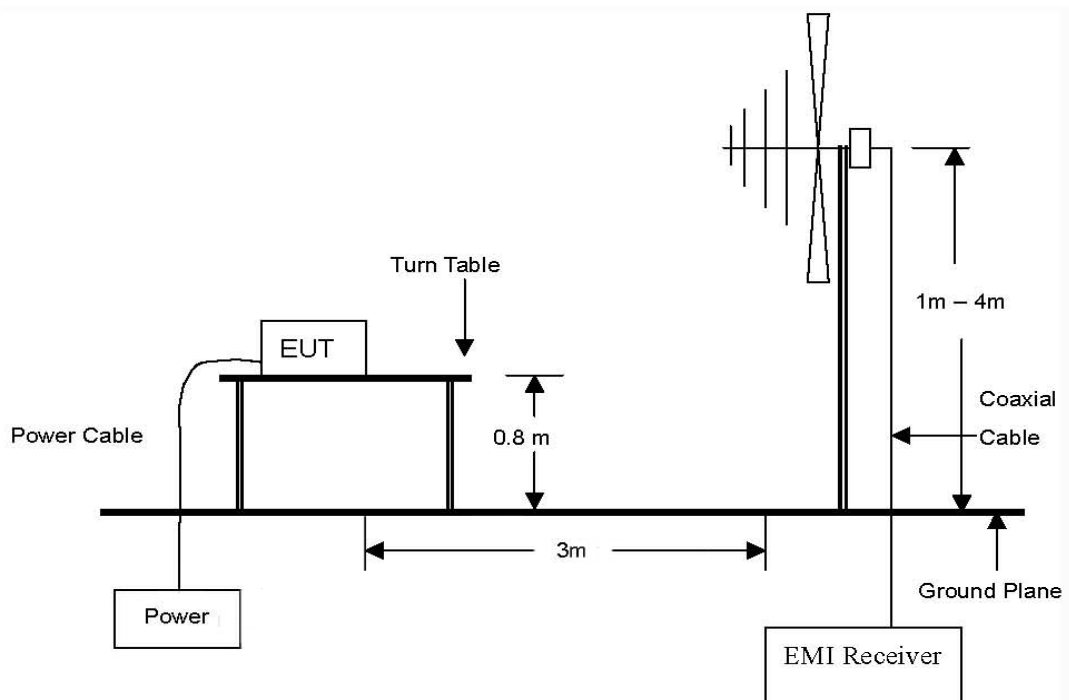 Turn Table
1m – 4m
EUT
Coaxial
Cable
Power Cable
0.8 m
3m
Ground Plane
Power
EMI Receiver